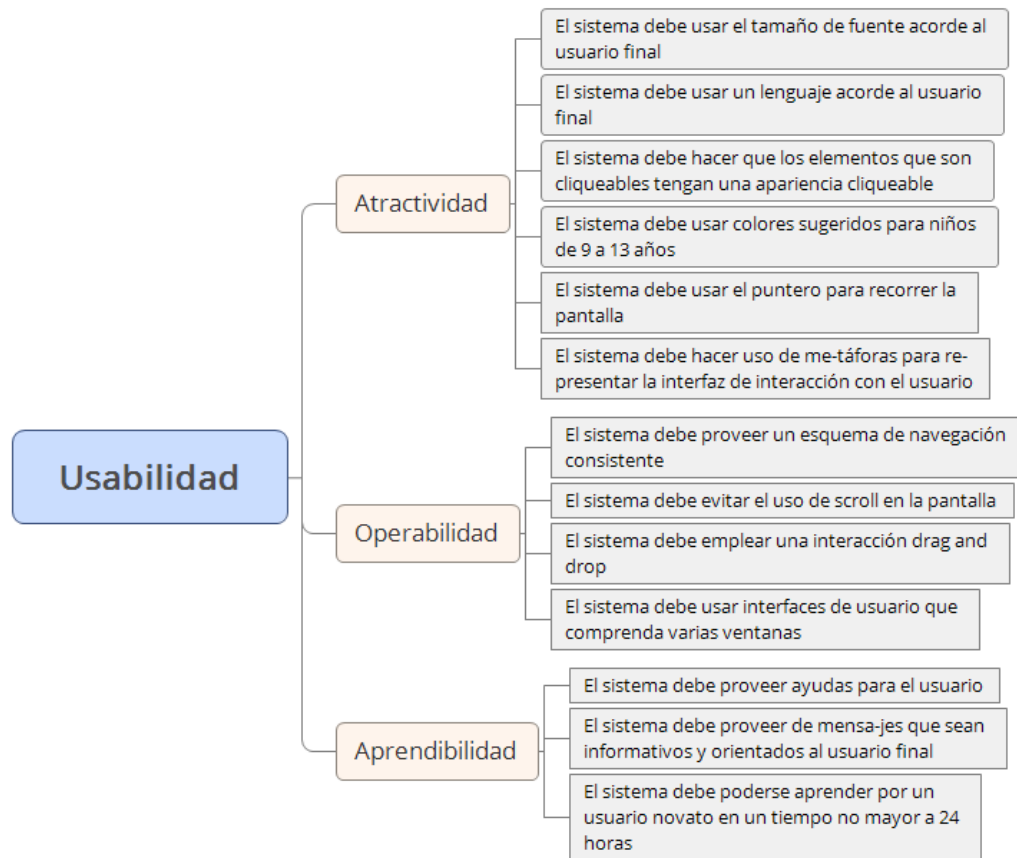 El sistema debe usar el tamaño de fuente acorde al
usuario final
El sistema debe usar un lenguaje acorde al usuario
final
El sistema debe hacer que los elementos que son
cliqueables tengan una apariencia cliqueable
Atractividad
El sistema debe usar colores sugeridos para niños
de 9 a 13 años
El sistema debe usar el puntero para recorrer la
pantalla
El sistema debe hacer uso de me-táforas para re-
presentar la interfaz de interacción con el usuario
Usabilidad
El sistema debe proveer un esquema de navegación
consistente
El sistema debe evitar el uso de scroll en la pantalla
Operabilidad
El sistema debe emplear una interacción drag and
drop
El sistema debe usar interfaces de usuario que
comprenda varias ventanas
El sistema debe proveer ayudas para el usuario
Aprendibilidad
El sistema debe proveer de mensa-jes que sean
informativos y orientados al usuario final
El sistema debe poderse aprender por un
usuario novato en un tiempo no mayor a 24
horas